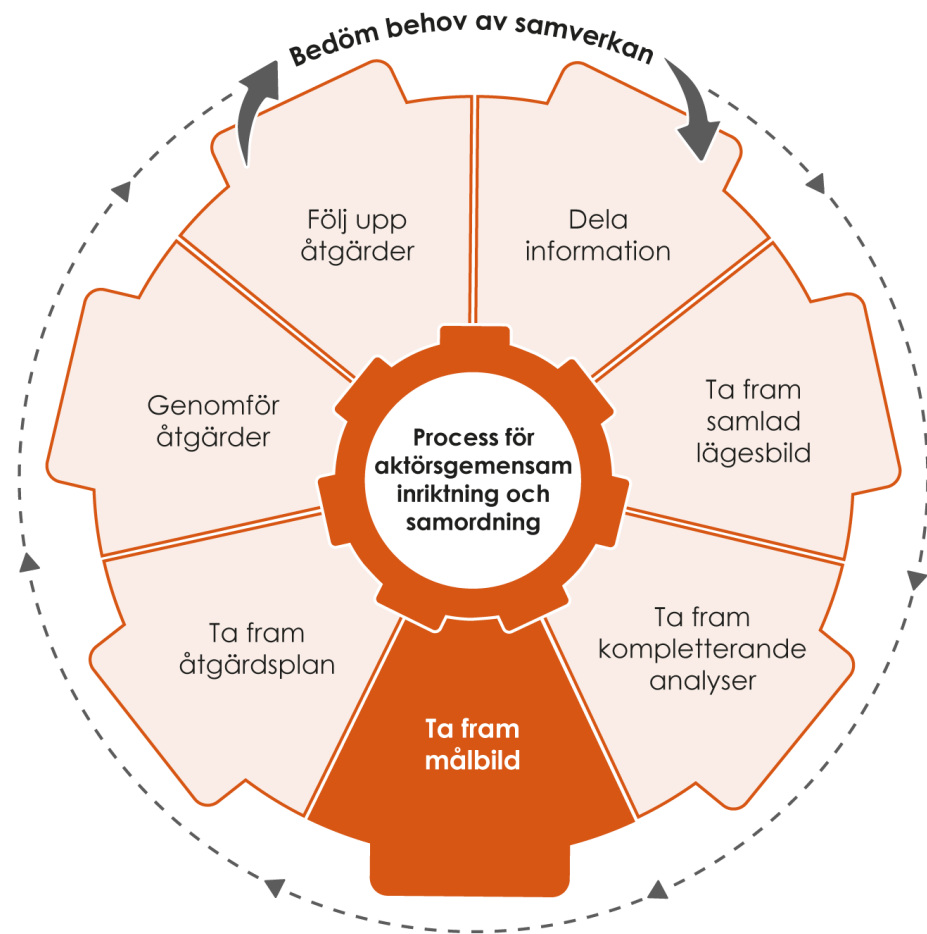 Bedöm behov av samverkan
Dela
information
Ta fram
samlad
lägesbild
Ta fram
kompletterande
analyser
Ta fram
målbild
Ta fram
åtgärdsplan
Genomför
åtgärder
Följ upp
åtgärder
Process för
aktörsgemensam
inriktning och
samordning